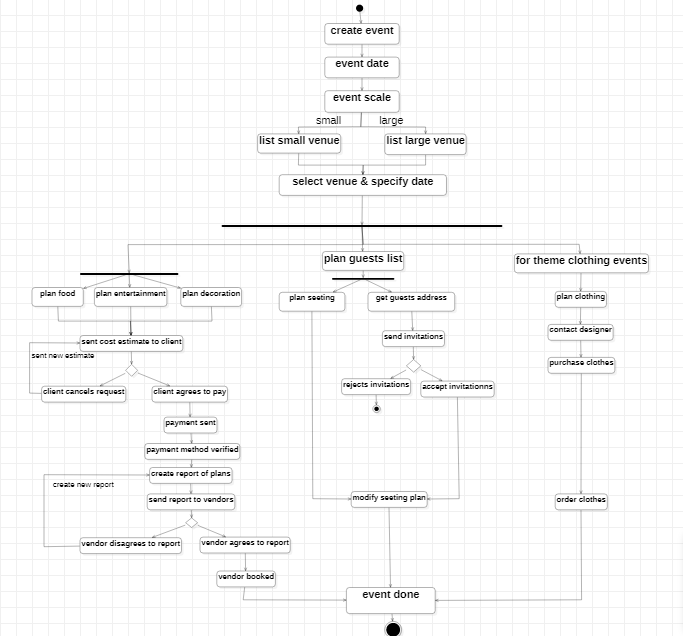 create event
event date
event scale
small
large
list small venue
list large venue
select venue & specify date
plan guests list
for theme clothing events
plan food
plan entertainment
plan decoration
plan seeting
get guests address
plan clothing
send invitations
contact designer
sent cost estimate to client
sent new estimate
purchase clothes
client cancels request
client agrees to pay
rejects invitations
accept invitationns
payment sent
payment method verified
create report of plans
create new report
send report to vendors
modify seeting plan
order clothes
vendor disagrees to report
vendor agrees to report
vendor booked
event done